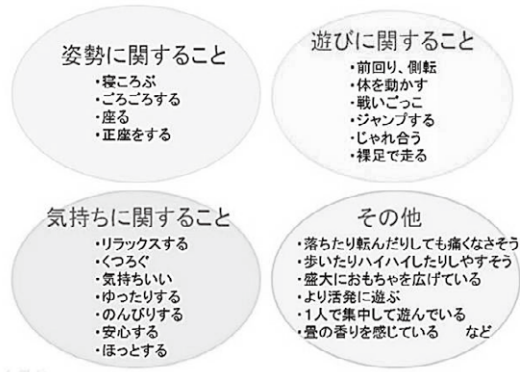 姿勢に関すること
・寝ころぶ
・ごろごろする
・座る
・正座をする
遊びに関すること
・前回り、側転
・体を動かす
・戦いごっこ
・ジャンプする
・じゃれ合う
・裸足で走る
気持ちに関すること
・リラックスする
・くつろぐ
・気持ちいい
・ゆったりする
・のんびりする
・安心する
・ほっとする
その他
・落ちたり転んだりしても痛くなさそう
・歩いたりハイハイしたりしやすそう
・盛大におもちゃを広げている
・より活発に遊ぶ
・1人で集中して遊んでいる
・畳の香りを感じている　　など